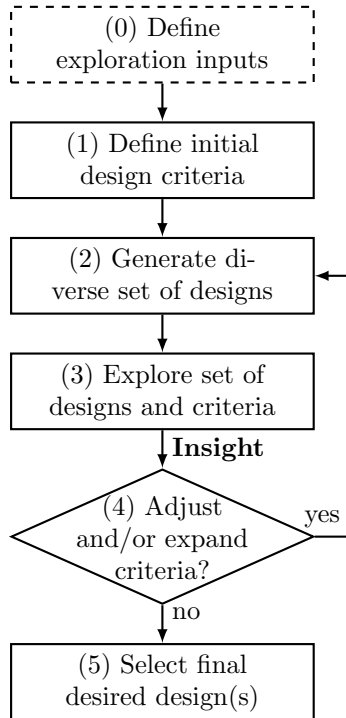 (0) Define
exploration inputs
(1) Define initial
design criteria
(2) Generate di-
verse set of designs
(3) Explore set of
designs and criteria
Insight
(4) Adjust
and/or expand
criteria?
yes
no
(5) Select final
desired design(s)